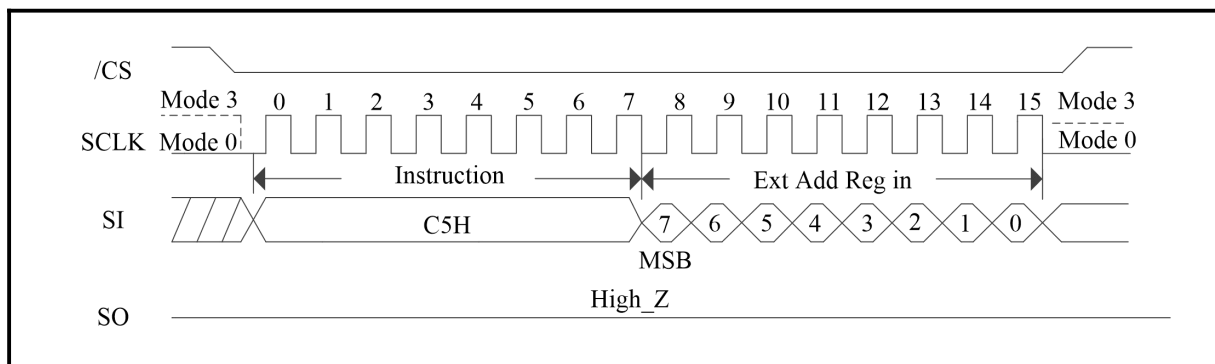 /CS
Mode 3 0 1 2 3 4 5 6 7 8 9 10 11 12 13 14 15 Mode 3
SCLK Mode 0 Mode 0
Instruction Ext Add Reg in
SI C5H 7 6 5 4 3 2 1 0
MSB
High_Z
SO